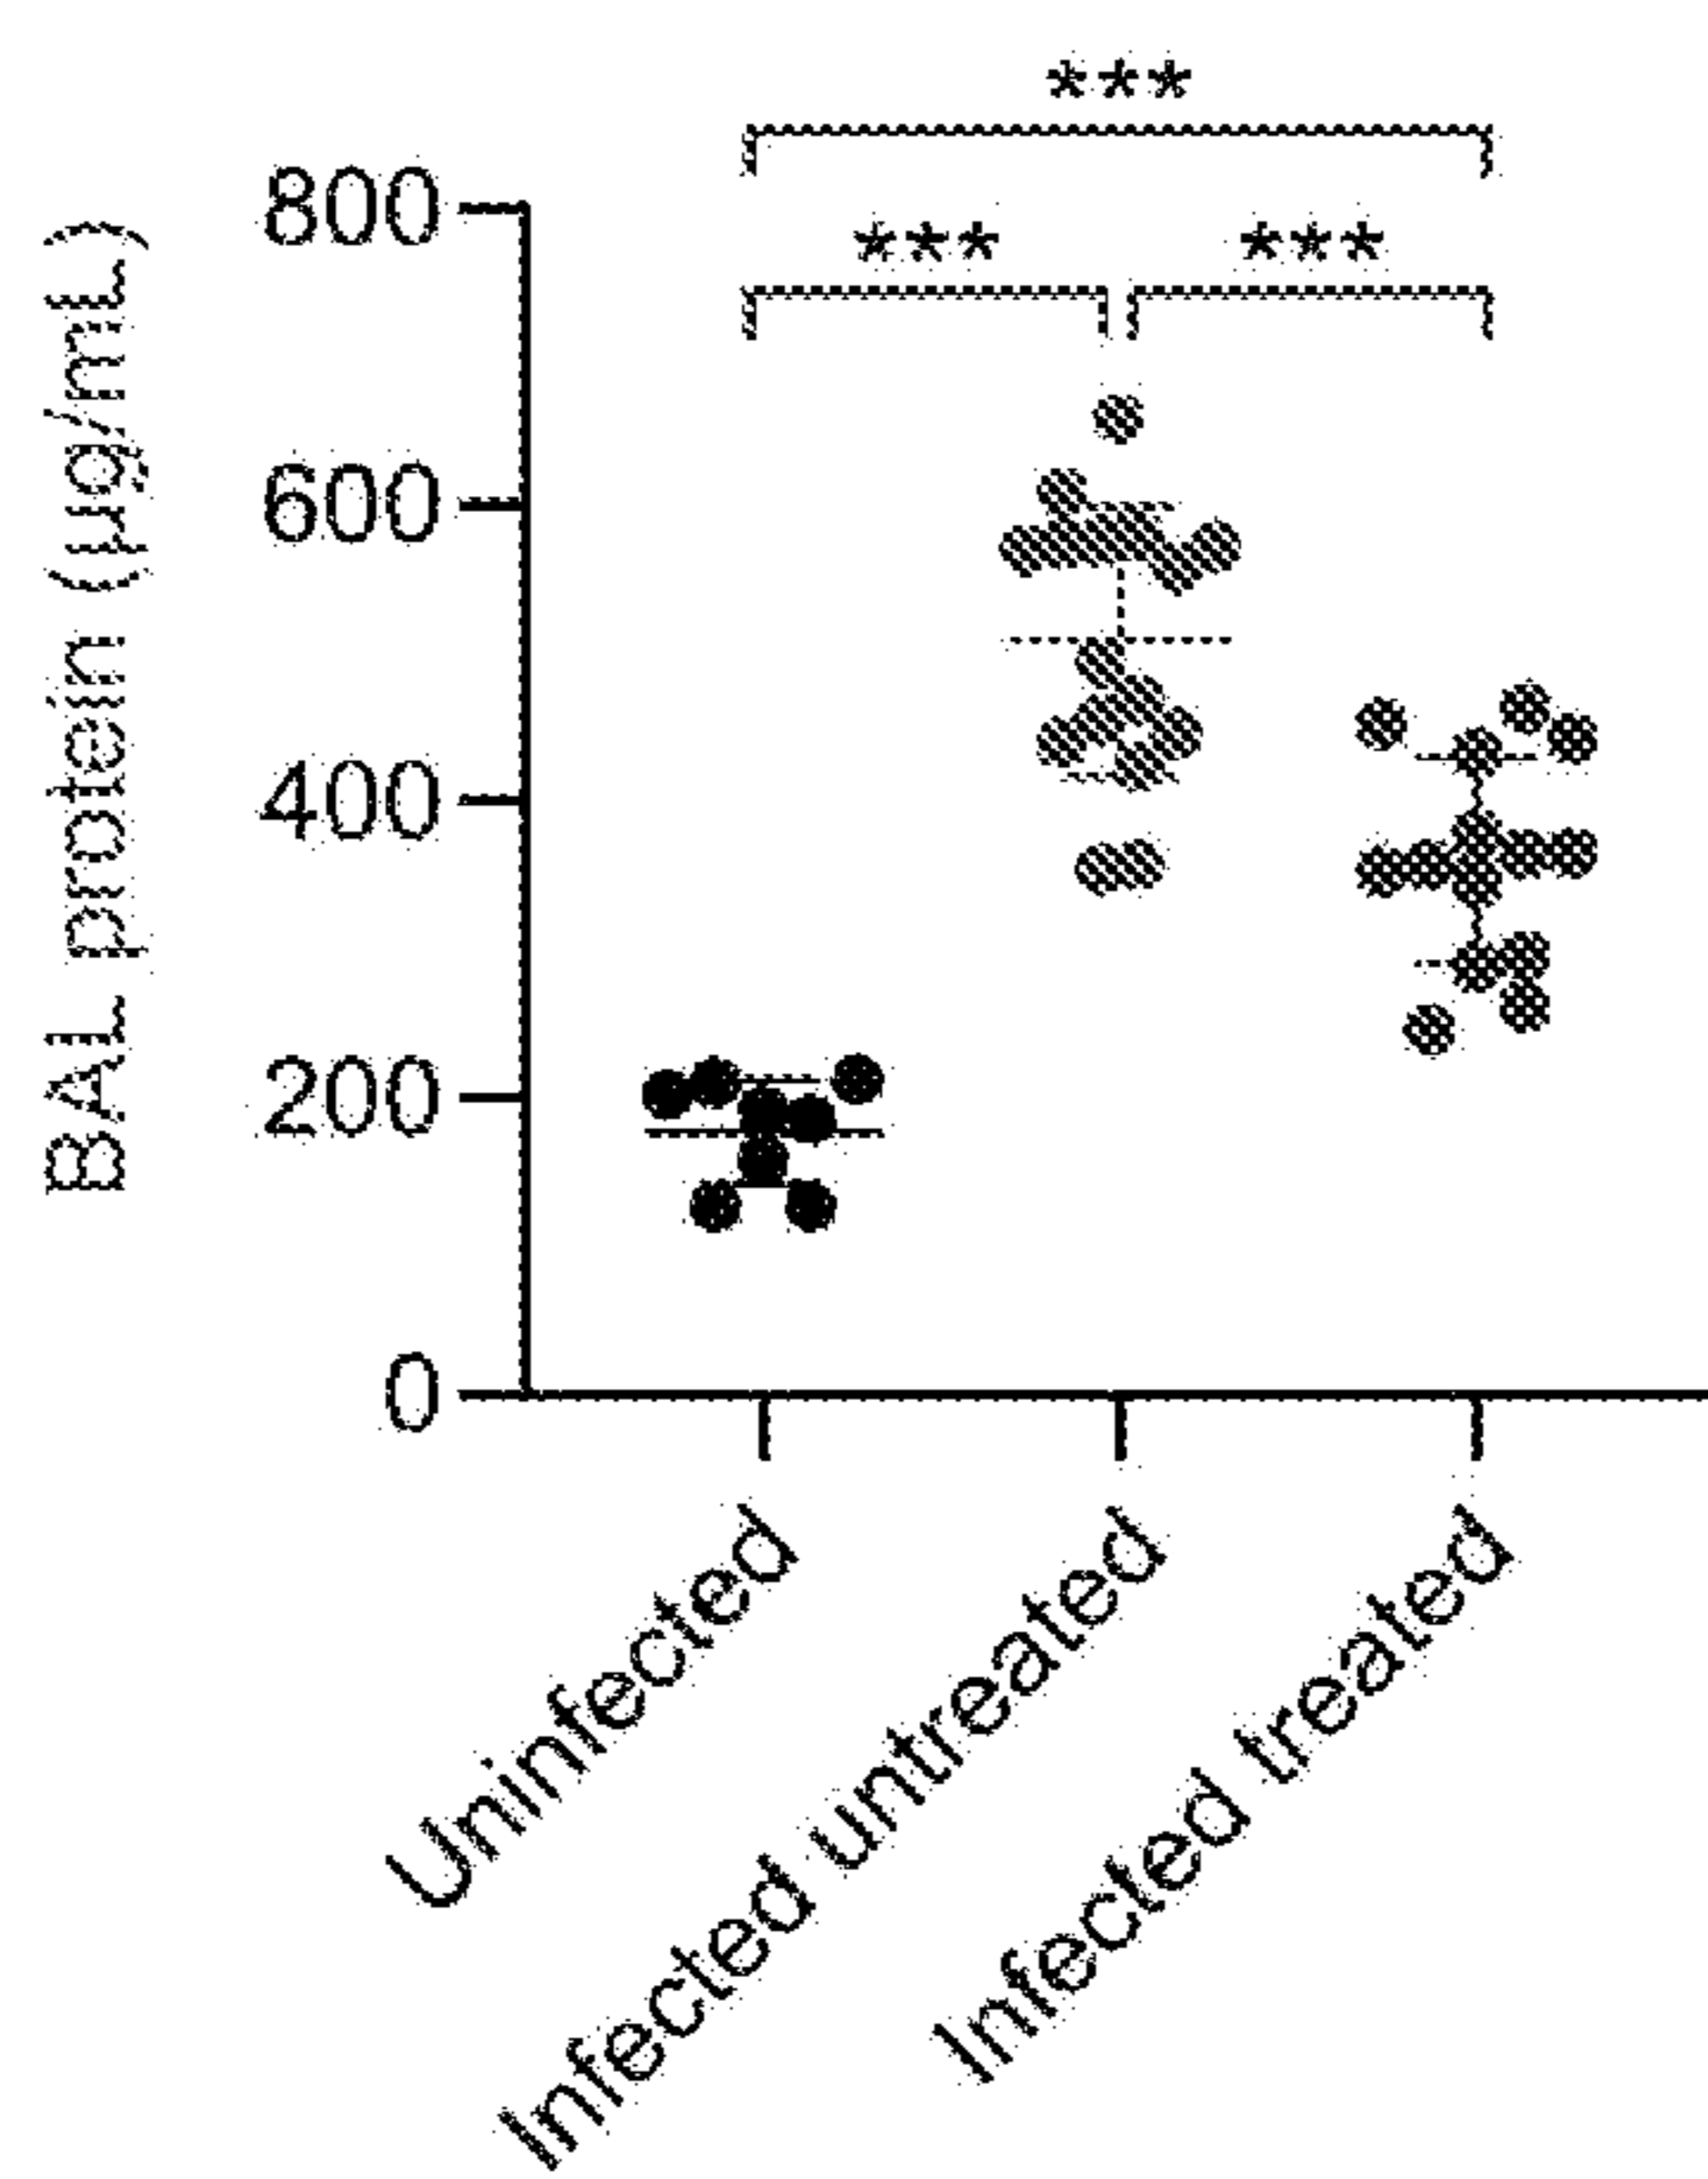 ***
*** ***
BAL protein (µg/mL)
800
600
400
200
0
Uninfected
Infected untreated
Infected treated